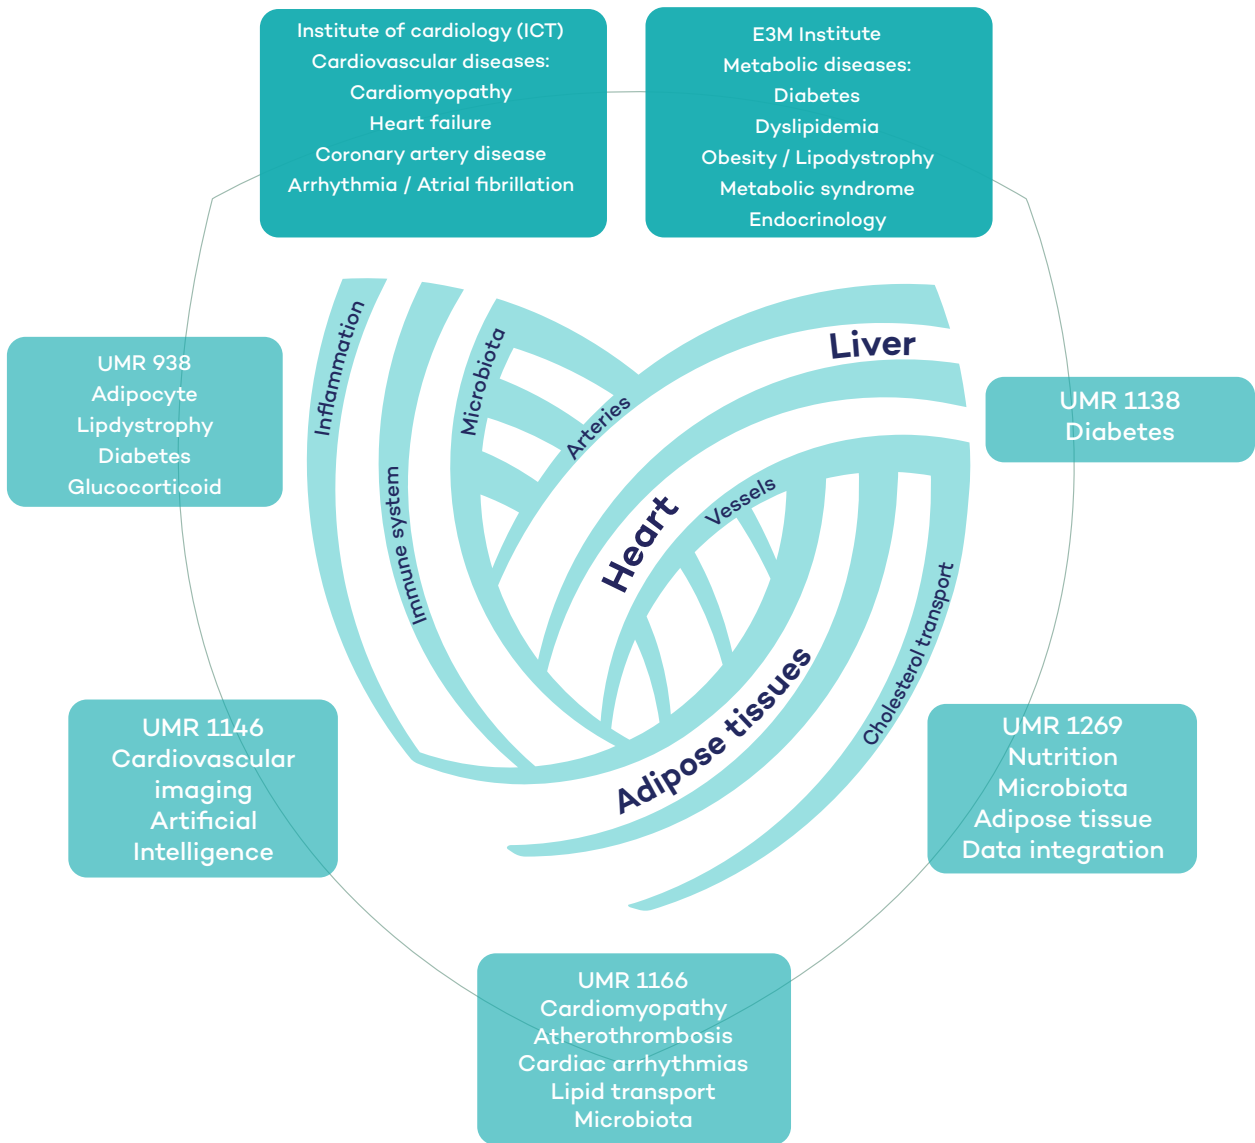 Institute of cardiology (ICT)
Cardiovascular diseases:
Cardiomyopathy
Heart failure
Coronary artery disease
Arrhythmia / Atrial fibrillation
E3M Institute
Metabolic diseases:
Diabetes
Dyslipidemia
Obesity / Lipodystrophy
Metabolic syndrome
Endocrinology
Inflammation
Immune system
Microbiota
Arteries
Liver
Heart
Vessels
Adipose tissues
Cholesterol transport
UMR 938
Adipocyte
Lipdystrophy
Diabetes
Glucocorticoid
UMR 1138
Diabetes
UMR 1146
Cardiovascular
imaging
Artificial
Intelligence
UMR 1269
Nutrition
Microbiota
Adipose tissue
Data integration
UMR 1166
Cardiomyopathy
Atherothrombosis
Cardiac arrhythmias
Lipid transport
Microbiota